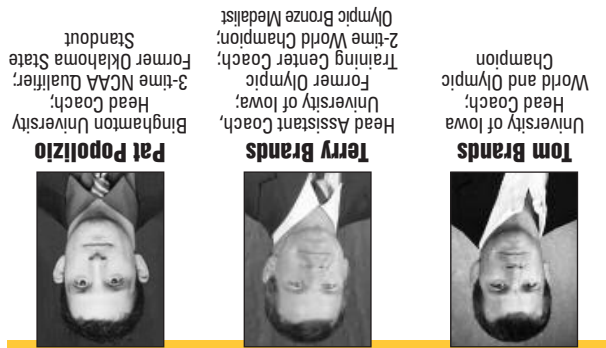 Tom Brands
University of Iowa
Head Coach;
World and Olympic
Champion
Terry Brands
Head Assistant Coach,
University of Iowa;
Former Olympic
Training Center Coach;
2-time World Champion;
Olympic Bronze Medalist
Pat Popolizio
Binghamton University
Head Coach;
3-time NCAA Qualifier;
Former Oklahoma State
Standout